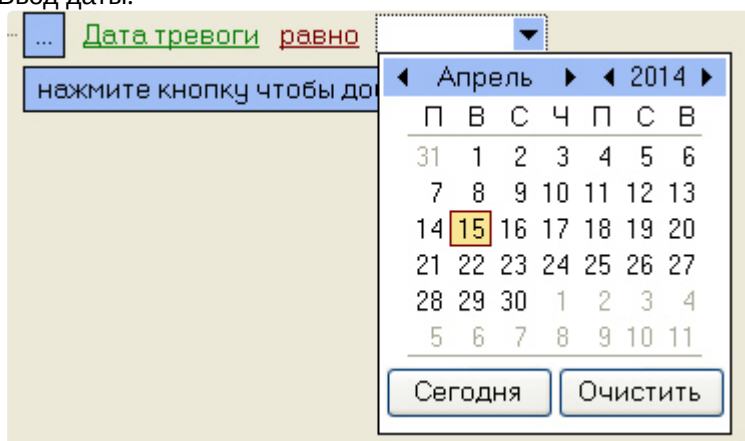 Ввод даты:
... Дата тревоги равно
нажмите кнопку чтобы
Апрель 2014
П В С Ч П С В
31 1 2 3 4 5 6
7 8 9 10 11 12 13
14 15 16 17 18 19 20
21 22 23 24 25 26 27
28 29 30 1 2 3 4
5 6 7 8 9 10 11
Сегодня Очистить